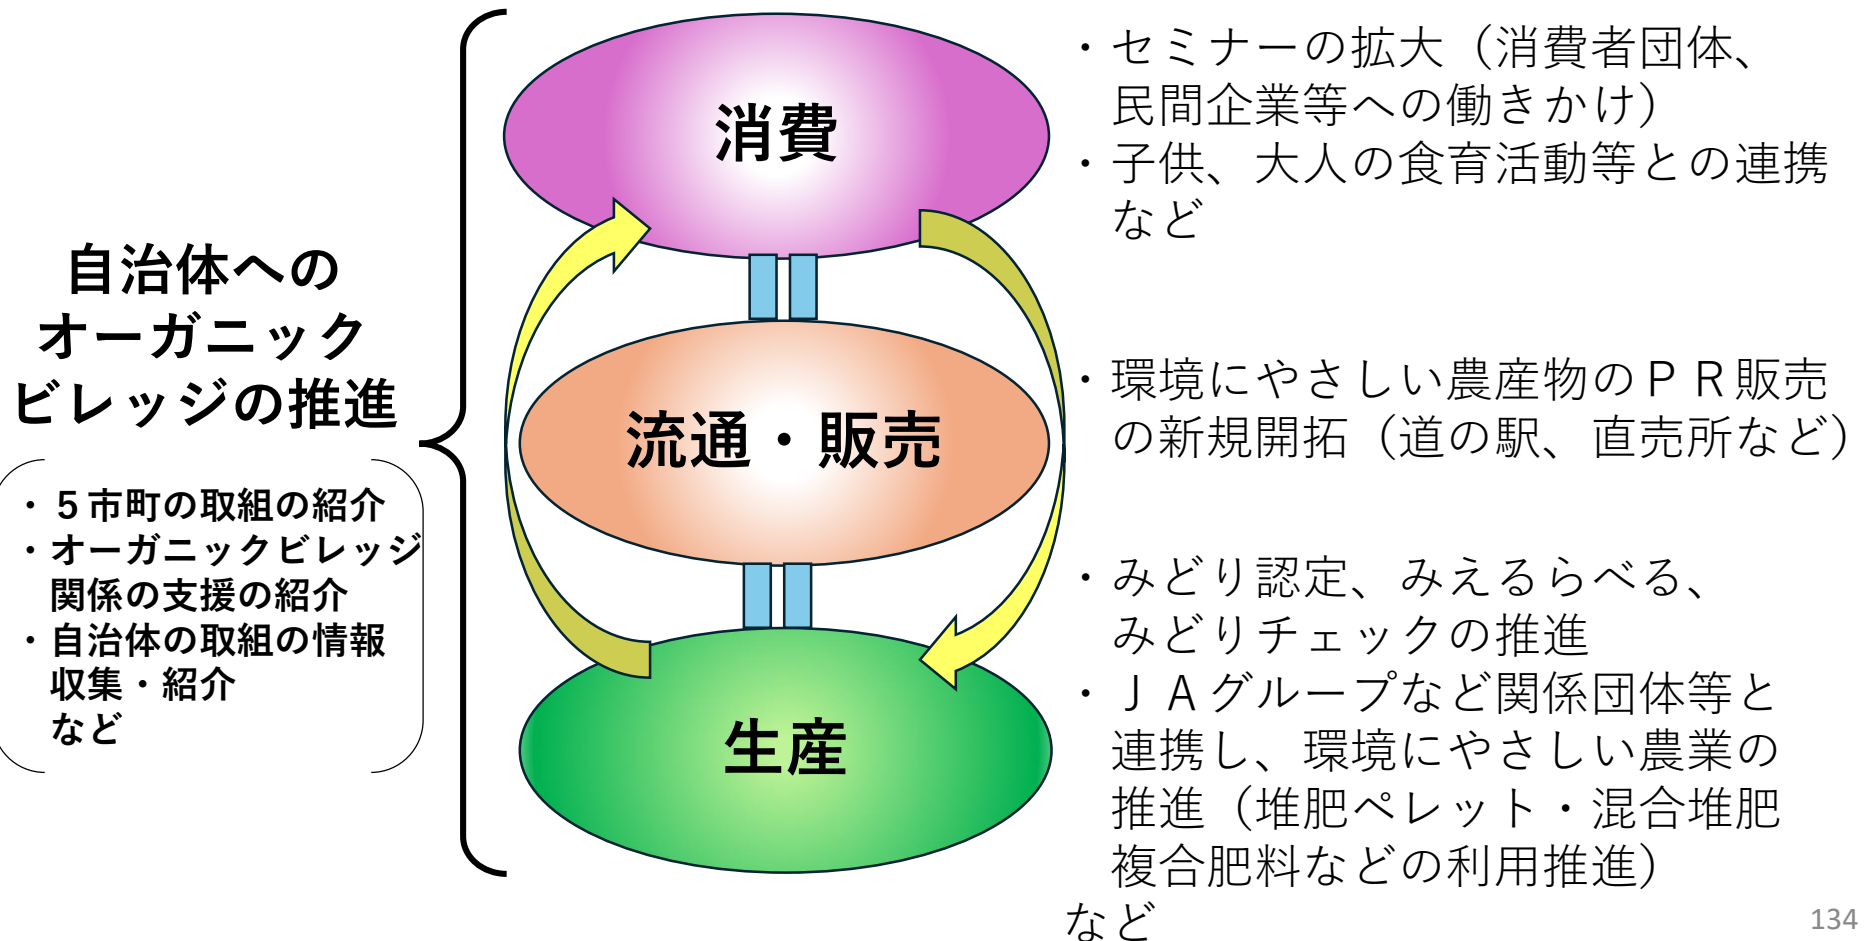 自治体への
オーガニック
ビレッジの推進
・５市町の取組の紹介
・オーガニックビレッジ
関係の支援の紹介
・自治体の取組の情報
収集・紹介
など
消費
流通・販売
生産
・セミナーの拡大（消費者団体、
民間企業等への働きかけ）
・子供、大人の食育活動等との連携
など
・環境にやさしい農産物のＰＲ販売
の新規開拓（道の駅、直売所など）
・みどり認定、みえるらべる、
みどりチェックの推進
・ＪＡグループなど関係団体等と
連携し、環境にやさしい農業の
推進（堆肥ペレット・混合堆肥
複合肥料などの利用推進）
など
134